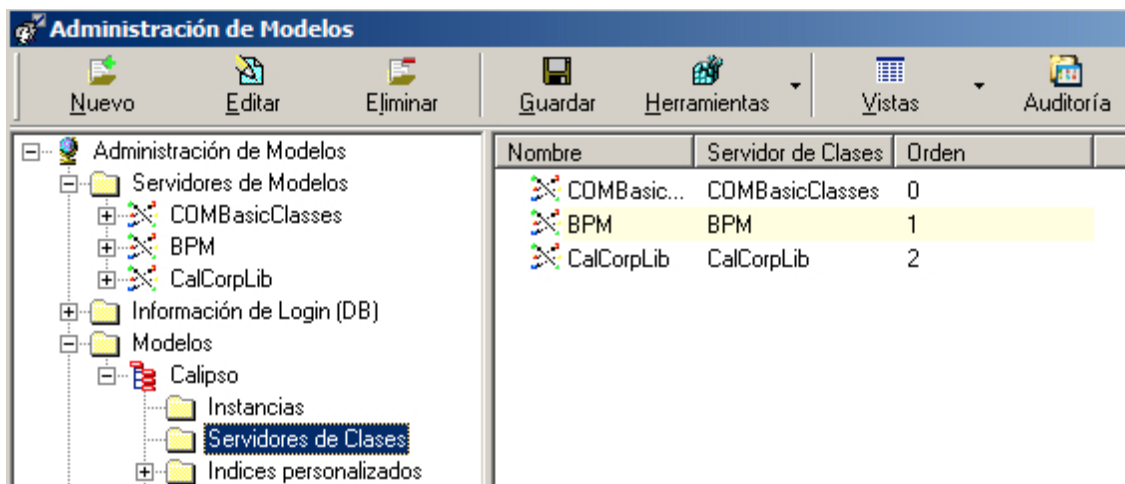 Administración de Modelos
Nuevo Editar Eliminar Guardar Herramientas Vistas Auditoría
Administración de Modelos
Servidores de Modelos
COMBasicClasses
BPM
CalCorpLib
Información de Login (DB)
Modelos
Calipso
Instancias
Servidores de Clases
Indices personalizados
Nombre Servidor de Clases Orden
COMBasic... COMBasicClasses 0
BPM BPM 1
CalCorpLib CalCorpLib 2